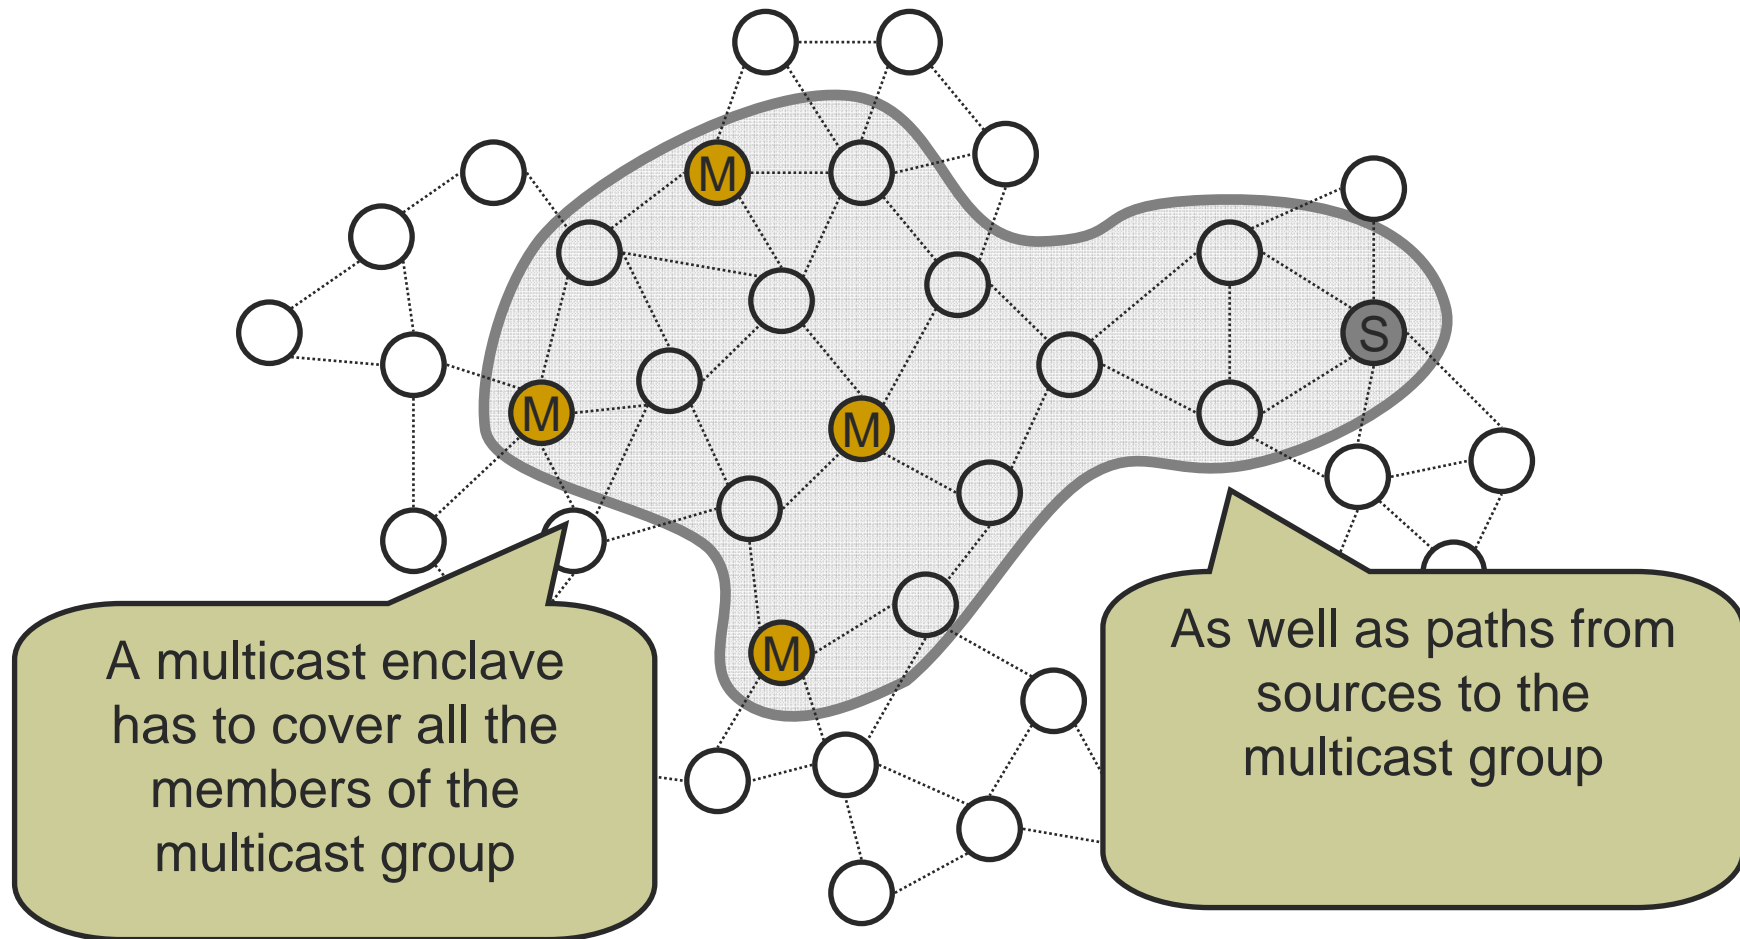 M
S
M
M
M
A multicast enclave
has to cover all the
members of the
multicast group
As well as paths from
sources to the
multicast group